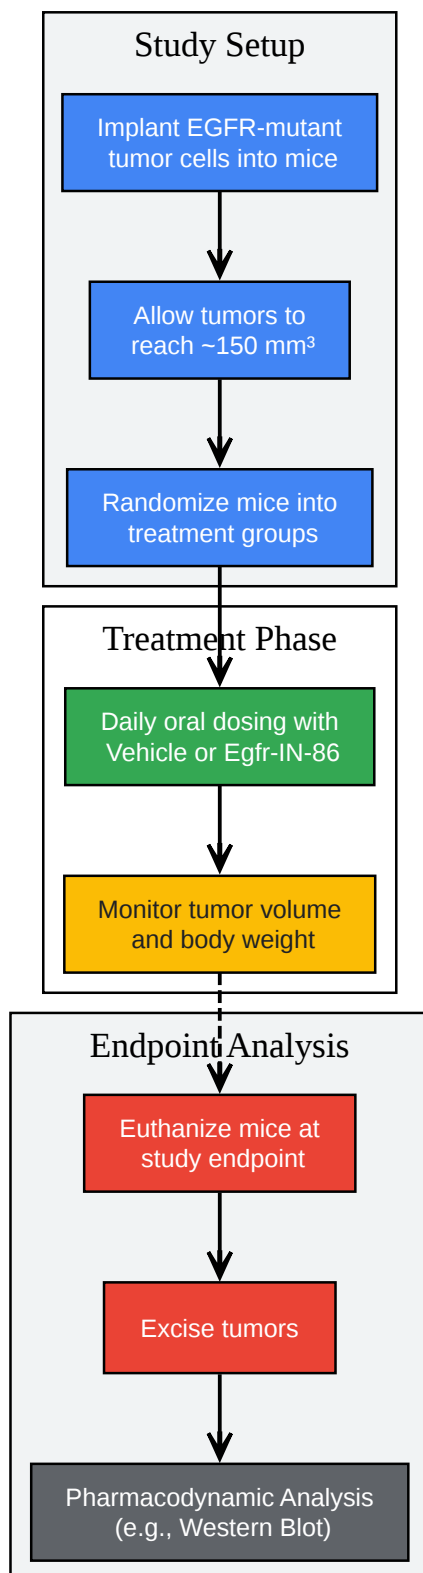 Study Setup
Implant EGFR-mutant
tumor cells into mice
Allow tumors to
reach ~150 mm³
Randomize mice into
treatment groups
Treatment Phase
Daily oral dosing with
Vehicle or Egfr-IN-86
Monitor tumor volume
and body weight
Endpoint Analysis
Euthanize mice at
study endpoint
Excise tumors
Pharmacodynamic Analysis
(e.g., Western Blot)